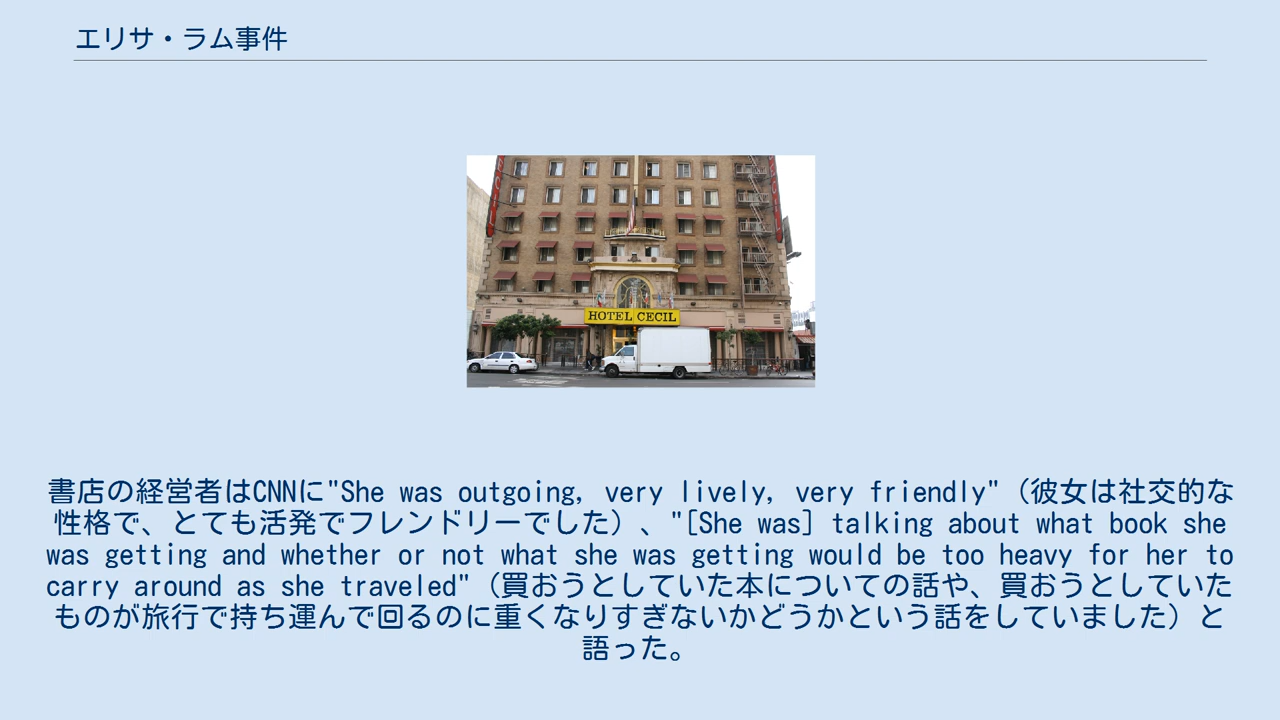 エリサ・ラム事件
HOTEL CECIL
書店の経営者はCNNに"She was outgoing, very lively, very friendly"（彼女は社交的な
性格で、とても活発でフレンドリーでした）、"[She was] talking about what book she
was getting and whether or not what she was getting would be too heavy for her to
carry around as she traveled"（買おうとしていた本についての話や、買おうとしていた
ものが旅行で持ち運んで回るのに重くなりすぎないかどうかという話をしていました）と
語った。